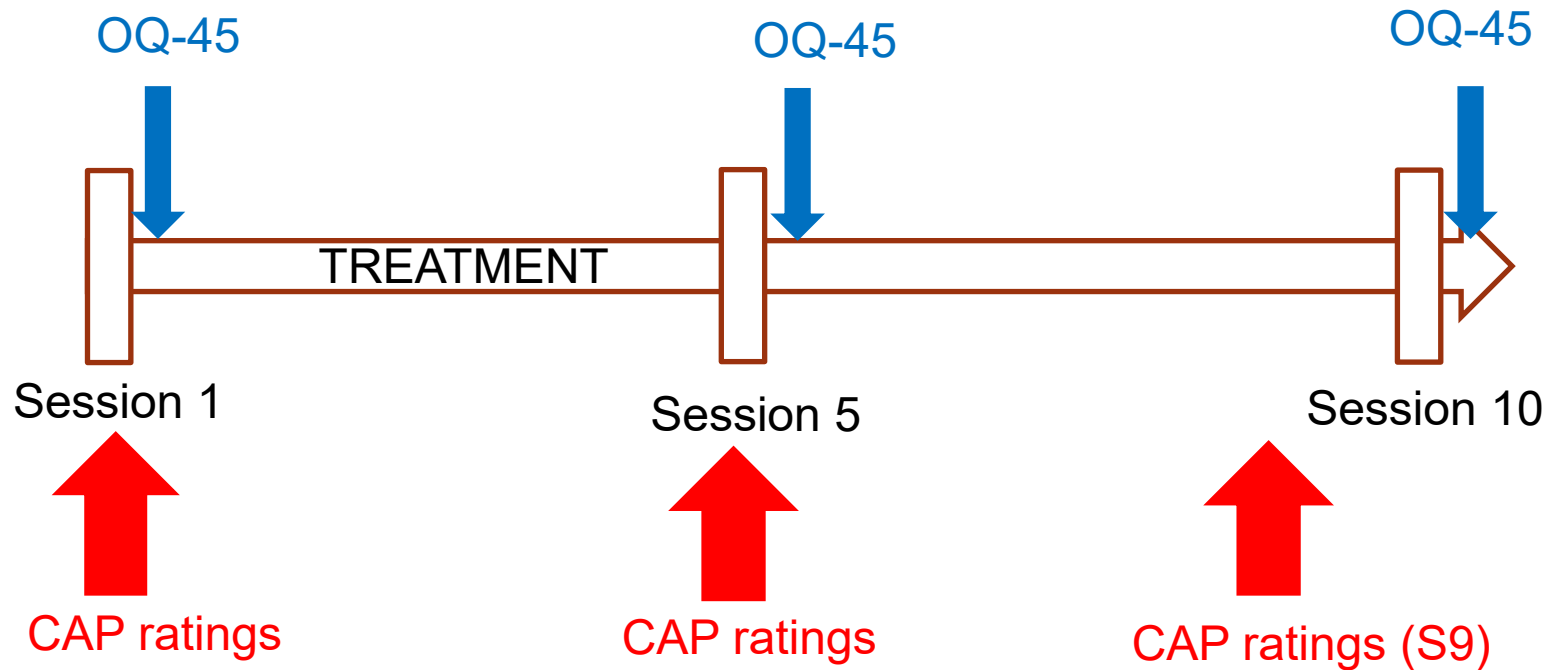 OQ-45
OQ-45
OQ-45
TREATMENT
Session 1
Session 5
Session 10
CAP ratings
CAP ratings
CAP ratings (S9)